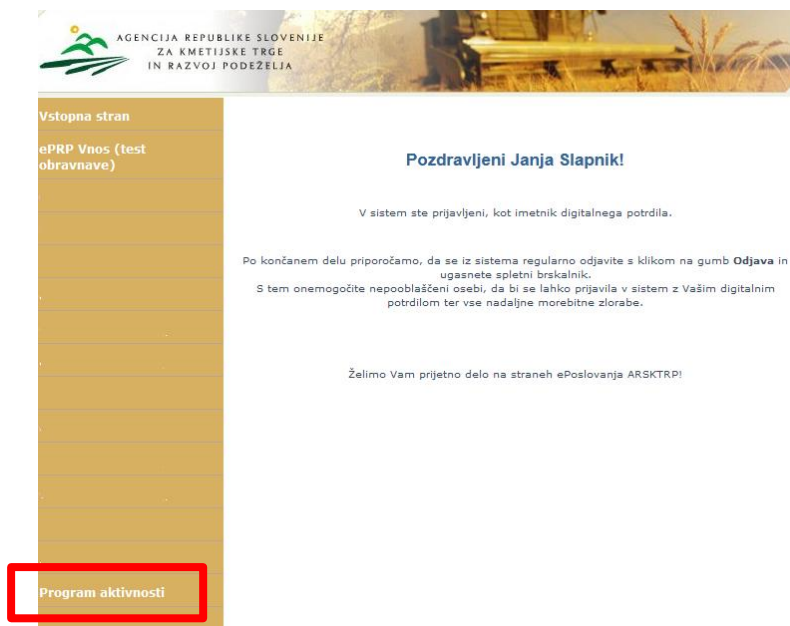 AGENCIJA REPUBLIKE SLOVENIJE
ZA KMETIJSKE TRGE
IN RAZVOJ PODEŽELJA
Vstopna stran
ePRP Vnos (test
obravnave)
Program aktivnosti
Pozdravljeni Janja Slapnik!
V sistem ste prijavljeni, kot imetnik digitalnega potrdila.
Po končanem delu priporočamo, da se iz sistema regularno odjavite s klikom na gumb Odjava in
ugasnete spletni brskalnik.
S tem onemogočite nepooblaščeni osebi, da bi se lahko prijavila v sistem z Vašim digitalnim
potrdilom ter vse nadaljne morebitne zlorabe.
Želimo Vam prijetno delo na straneh ePoslovanja ARSKTRP!